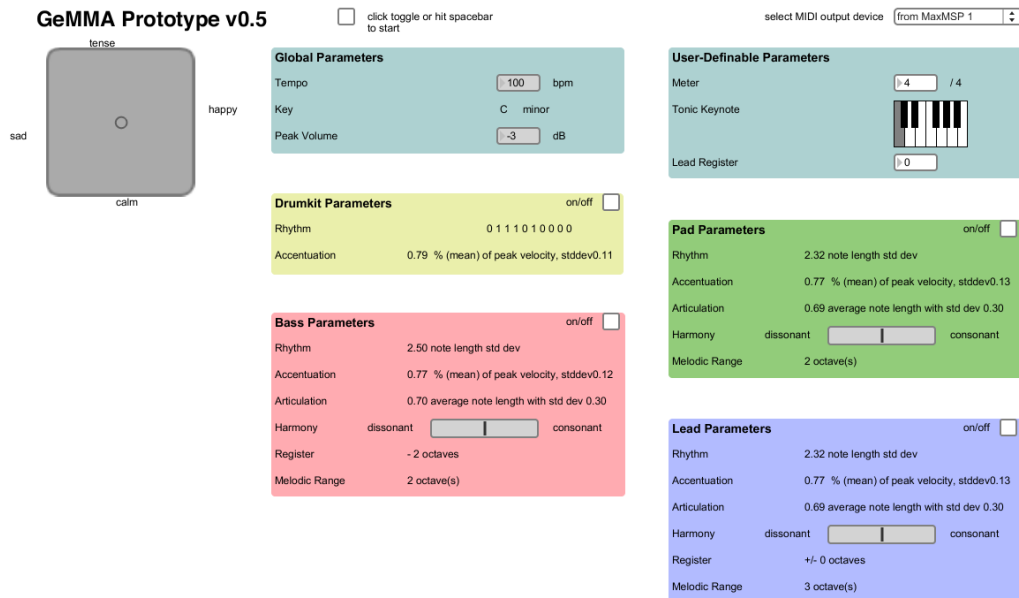 GeMMA Prototype v0.5
click toggle or hit spacebar
to start
select MIDI output device from MaxMSP 1
tense
happy
sad
calm
Global Parameters
Tempo 100 bpm
Key C minor
Peak Volume -3 dB
User-Definable Parameters
Meter 4 / 4
Tonic Keynote
Lead Register 0
Drumkit Parameters on/off
Rhythm 0 1 1 1 0 1 0 0 0 0
Accentuation 0.79 % (mean) of peak velocity, stddev0.11
Pad Parameters on/off
Rhythm 2.32 note length std dev
Accentuation 0.77 % (mean) of peak velocity, stddev0.13
Articulation 0.69 average note length with std dev 0.30
Harmony dissonant consonant
Melodic Range 2 octave(s)
Bass Parameters on/off
Rhythm 2.50 note length std dev
Accentuation 0.77 % (mean) of peak velocity, stddev0.12
Articulation 0.70 average note length with std dev 0.30
Harmony dissonant consonant
Register - 2 octaves
Melodic Range 2 octave(s)
Lead Parameters on/off
Rhythm 2.32 note length std dev
Accentuation 0.77 % (mean) of peak velocity, stddev0.13
Articulation 0.69 average note length with std dev 0.30
Harmony dissonant consonant
Register +/- 0 octaves
Melodic Range 3 octave(s)